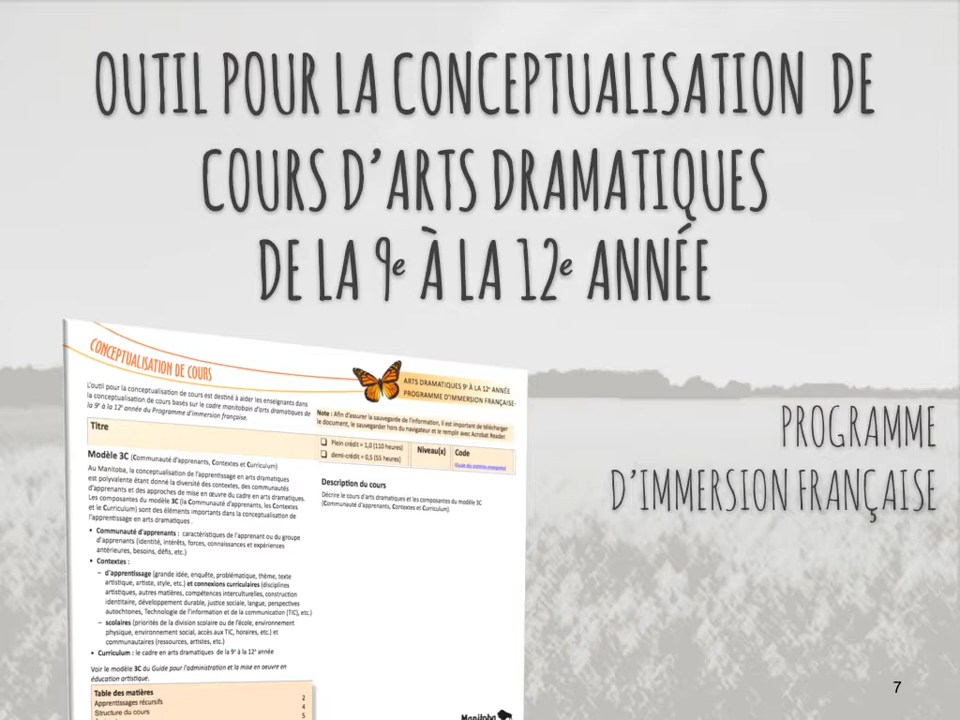 OUTIL POUR LA CONCEPTUALISATION DE
COURS D'ARTS DRAMATIQUES
DE LA 9e À LA 12e ANNÉE
PROGRAMME
D'IMMERSION FRANÇAISE
CONCEPTUALISATION DE COURS
ARTS DRAMATIQUES 9e À LA 12e ANNÉE
PROGRAMME D'IMMERSION FRANÇAISE
L'outil pour la conceptualisation de cours est destiné à aider les enseignants dans
la conceptualisation de cours basés sur le cadre manitobain d'arts dramatiques de
la 9e à la 12e année du Programme d'immersion française.
Note : Afin d'assurer la sauvegarde de l'information, il est important de télécharger
le document, le sauvegarder hors du navigateur et le remplir avec Acrobat Reader.
Titre
❑ Plein crédit = 1,0 (110 heures)
❑ demi-crédit = 0,5 (55 heures)
Niveau(x)
Code
Modèle 3C (Communauté d'apprenants, Contextes et Curriculum)
Au Manitoba, la conceptualisation de l'apprentissage en arts dramatiques
est polyvalente étant donné la diversité des contextes, des communautés
d'apprenants et des approches de mise en œuvre du cadre en arts dramatiques.
Les composantes du modèle 3C (la Communauté d'apprenants, les Contextes
et le Curriculum) sont des éléments importants dans la conceptualisation de
l'apprentissage en arts dramatiques .
• Communauté d'apprenants : caractéristiques de l'apprenant ou du groupe
d'apprenants (identité, intérêts, forces, connaissances et expériences
antérieures, besoins, défis, etc.)
• Contextes :
– d'apprentissage (grande idée, enquête, problématique, thème, texte
artistique, artiste, style, etc.) et connexions curriculaires (disciplines
artistiques, autres matières, compétences interculturelles, construction
identitaire, développement durable, justice sociale, langue, perspectives
autochtones, Technologie de l'information et de la communication (TIC), etc.)
– scolaires (priorités de la division scolaire ou de l'école, environnement
physique, environnement social, accès aux TIC, horaires, etc.) et
communautaires (ressources, artistes, etc.)
• Curriculum : le cadre en arts dramatiques de la 9e à la 12e année
Voir le modèle 3C du Guide pour l'administration et la mise en oeuvre en
éducation artistique.
Description du cours
Décrire le cours d'arts dramatiques et les composantes du modèle 3C
(Communauté d'apprenants, Contextes et Curriculum).
Table des matières
Apprentissages récursifs 2
Structure du cours 4
5
Manitoba
7